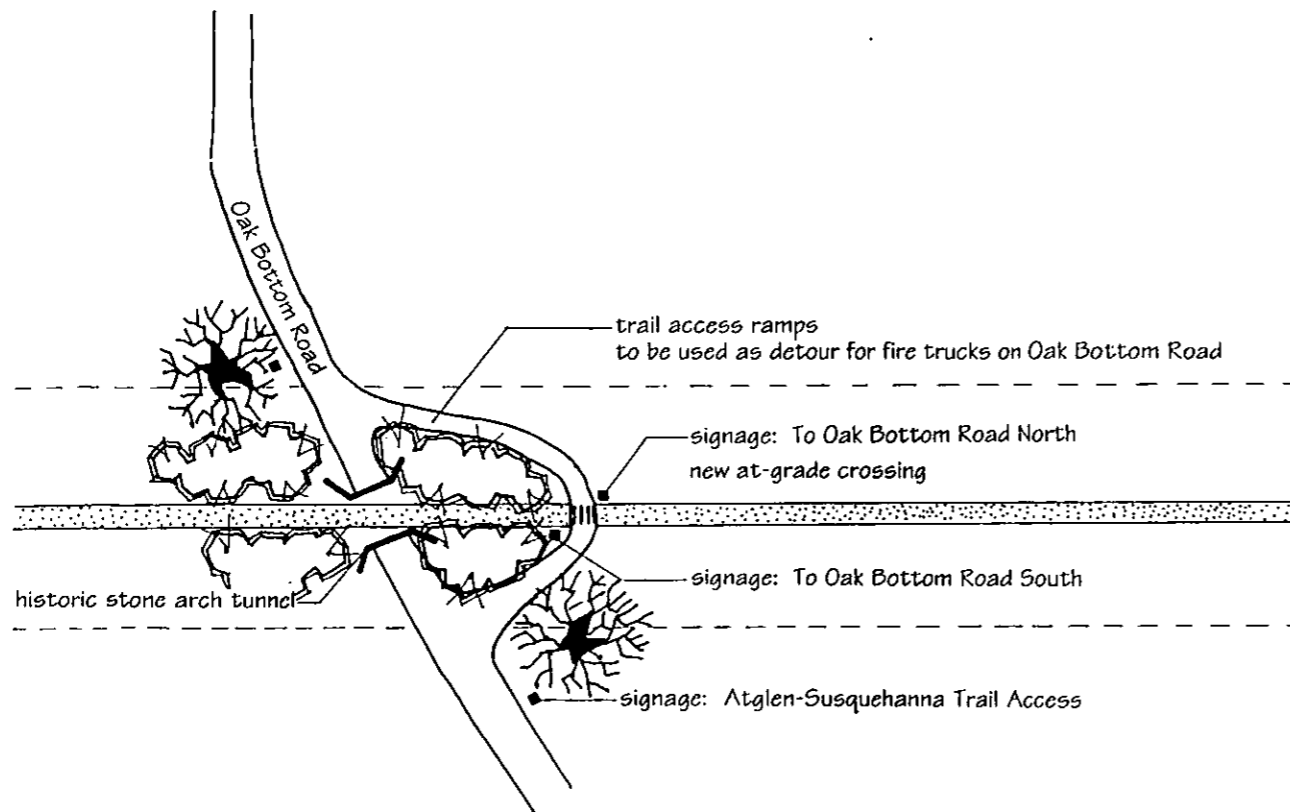 Oak Bottom Road
trail access ramps
to be used as detour for fire trucks on Oak Bottom Road
signage: To Oak Bottom Road North
new at-grade crossing
signage: To Oak Bottom Road South
historic stone arch tunnel
signage: Atglen-Susquehanna Trail Access